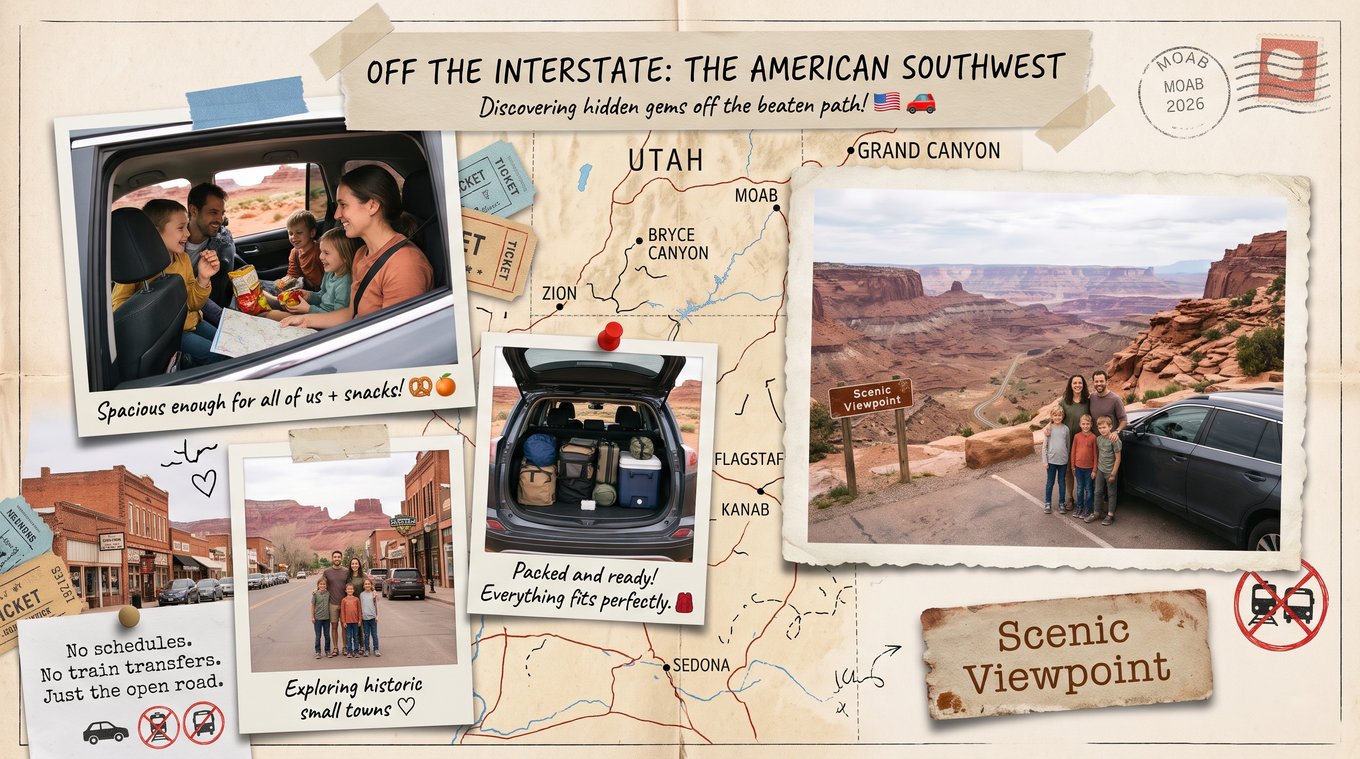 OFF THE INTERSTATE: THE AMERICAN SOUTHWEST
Discovering hidden gems off the beaten path!
MOAB
MOAB
2026
TICKET
TICKET
ET
TICKET
UTAH
GRAND CANYON
MOAB
BRYCE
CANYON
ZION
Spacious enough for all of us + snacks!
Scenic
Viewpoint
FLAGSTAF
KANAB
Packed and ready!
Everything fits perfectly.
ICKET
No schedules.
No train transfers.
Just the open road.
Exploring historic
small towns ♡
SEDONA
Scenic
Viewpoint